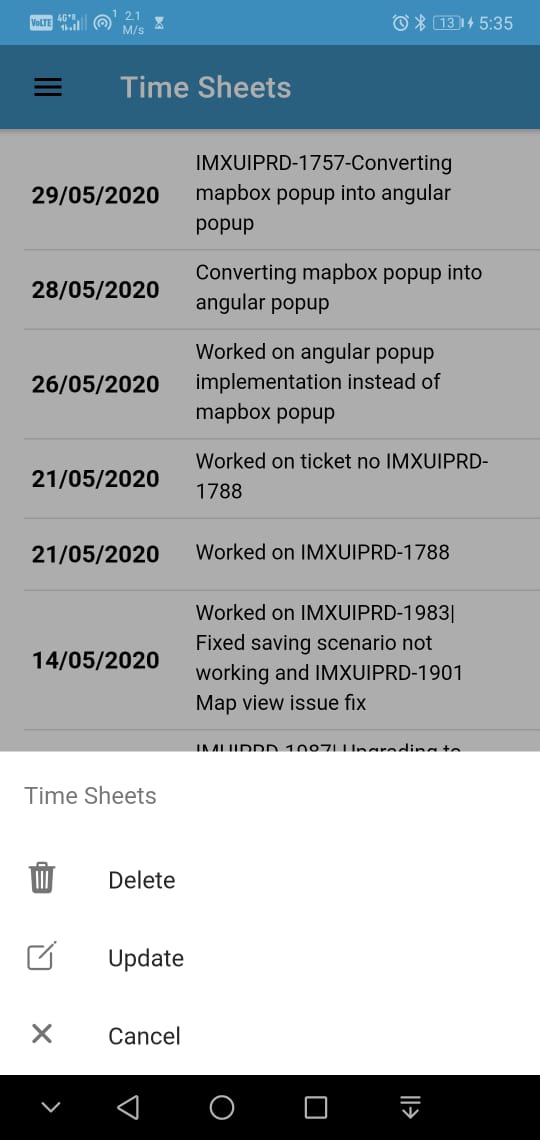 VoLTE 4G 1 2.1 M/s 13 5:35
Time Sheets
IMXUIPRD-1757-Converting
29/05/2020 mapbox popup into angular
popup
Converting mapbox popup into
28/05/2020
angular popup
Worked on angular popup
26/05/2020 implementation instead of
mapbox popup
Worked on ticket no IMXUIPRD-
21/05/2020
1788
21/05/2020 Worked on IMXUIPRD-1788
Worked on IMXUIPRD-1983|
Fixed saving scenario not
14/05/2020
working and IMXUIPRD-1901
Map view issue fix
Time Sheets
Delete
Update
Cancel